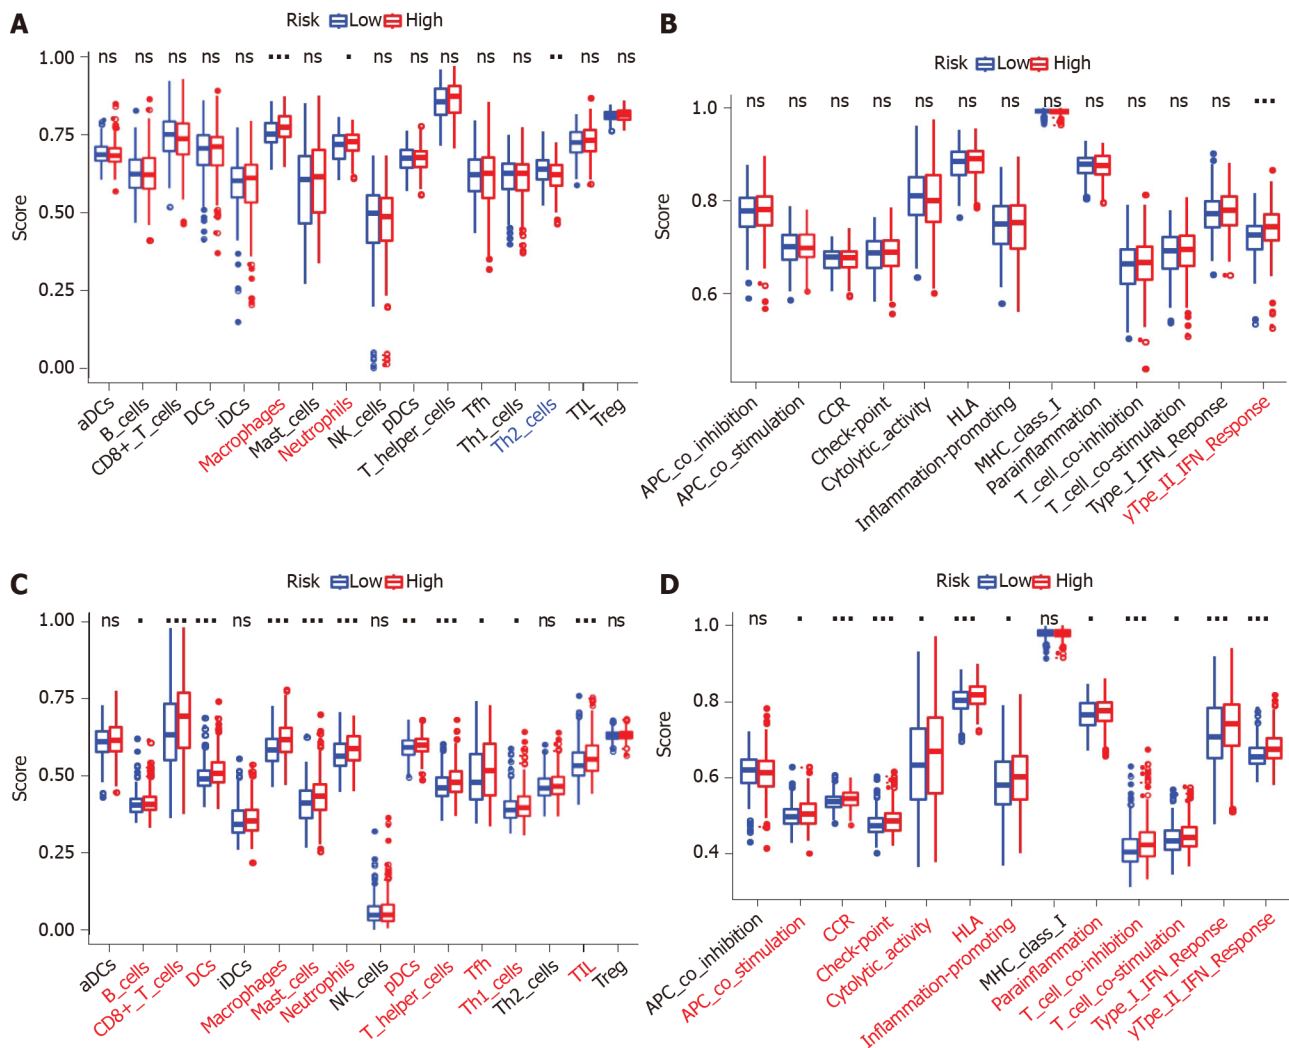 A
Risk Low High
1.00
0.75
0.50
0.25
0.00
Score
ns ns ns ns ns ▪▪▪ ns ▪ ns ns ns ns ns ▪▪ ns ns
aDCs
B_cells
CD8+_T_cells
DCs
iDCs
Macrophages
Mast_cells
Neutrophils
NK_cells
pDCs
T_helper_cells
Tfh
Th1_cells
Th2_cells
TIL
Treg
B
Risk Low High
1.0
0.8
0.6
Score
ns ns ns ns ns ns ns ns ns ns ns ns ▪▪▪
APC_co_inhibition
APC_co_stimulation
CCR
Check-point
Cytolytic_activity
HLA
Inflammation-promoting
MHC_class_I
Parainflammation
T_cell_co-inhibition
T_cell_co-stimulation
Type_I_IFN_Reponse
yTpe_II_IFN_Response
C
Risk Low High
1.00
0.75
0.50
0.25
0.00
Score
ns ▪ ▪▪▪ ▪▪▪ ns ▪▪▪ ▪▪▪ ▪▪▪ ns ▪▪ ▪▪▪ ▪ ▪ ns ▪▪▪ ns
aDCs
B_cells
CD8+_T_cells
DCs
iDCs
Macrophages
Mast_cells
Neutrophils
NK_cells
pDCs
T_helper_cells
Tfh
Th1_cells
Th2_cells
TIL
Treg
D
Risk Low High
1.0
0.8
0.6
0.4
Score
ns ▪ ▪▪▪ ▪▪▪ ▪ ▪▪▪ ▪ ns ▪ ▪▪▪ ▪ ▪▪▪ ▪▪▪
APC_co_inhibition
APC_co_stimulation
CCR
Check-point
Cytolytic_activity
HLA
Inflammation-promoting
MHC_class_I
Parainflammation
T_cell_co-inhibition
T_cell_co-stimulation
Type_I_IFN_Reponse
yTpe_II_IFN_Response